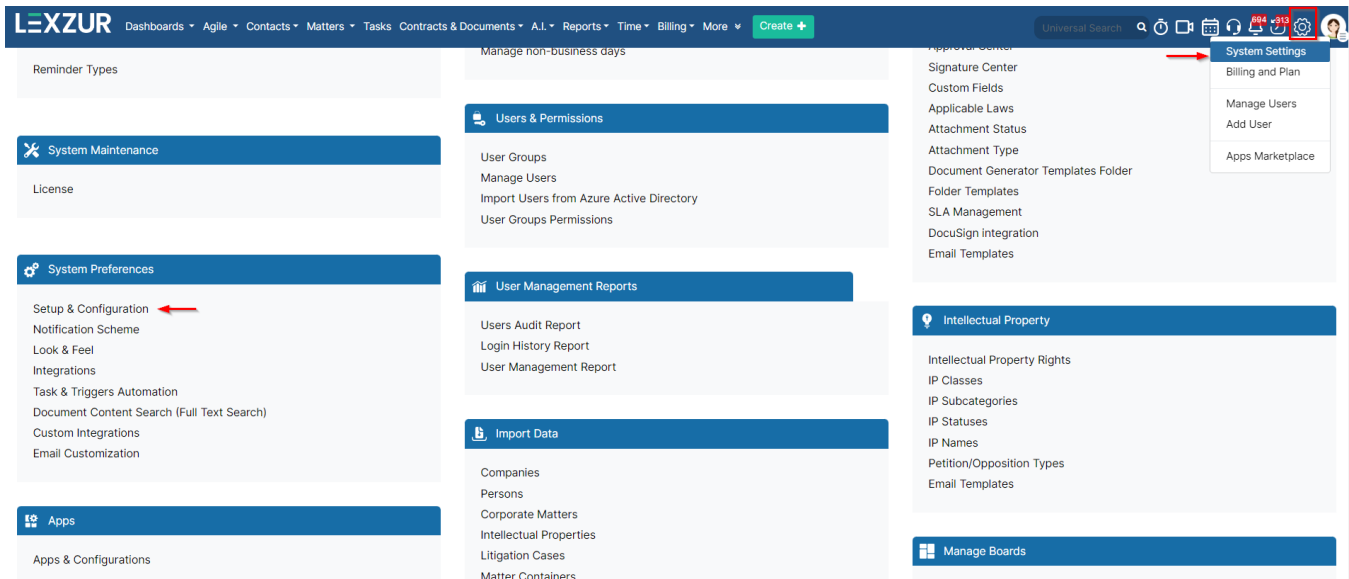 LEXZUR Dashboards Agile Contacts Matters Tasks Contracts & Documents A.I. Reports Time Billing More Create + Universal Search 694 313
System Settings
Billing and Plan
Manage Users
Add User
Apps Marketplace
Reminder Types
System Maintenance
License
System Preferences
Setup & Configuration
Notification Scheme
Look & Feel
Integrations
Task & Triggers Automation
Document Content Search (Full Text Search)
Custom Integrations
Email Customization
Apps
Apps & Configurations
Manage non-business days
Users & Permissions
User Groups
Manage Users
Import Users from Azure Active Directory
User Groups Permissions
User Management Reports
Users Audit Report
Login History Report
User Management Report
Import Data
Companies
Persons
Corporate Matters
Intellectual Properties
Litigation Cases
Matter Containers
Approval Center
Signature Center
Custom Fields
Applicable Laws
Attachment Status
Attachment Type
Document Generator Templates Folder
Folder Templates
SLA Management
DocuSign integration
Email Templates
Intellectual Property
Intellectual Property Rights
IP Classes
IP Subcategories
IP Statuses
IP Names
Petition/Opposition Types
Email Templates
Manage Boards